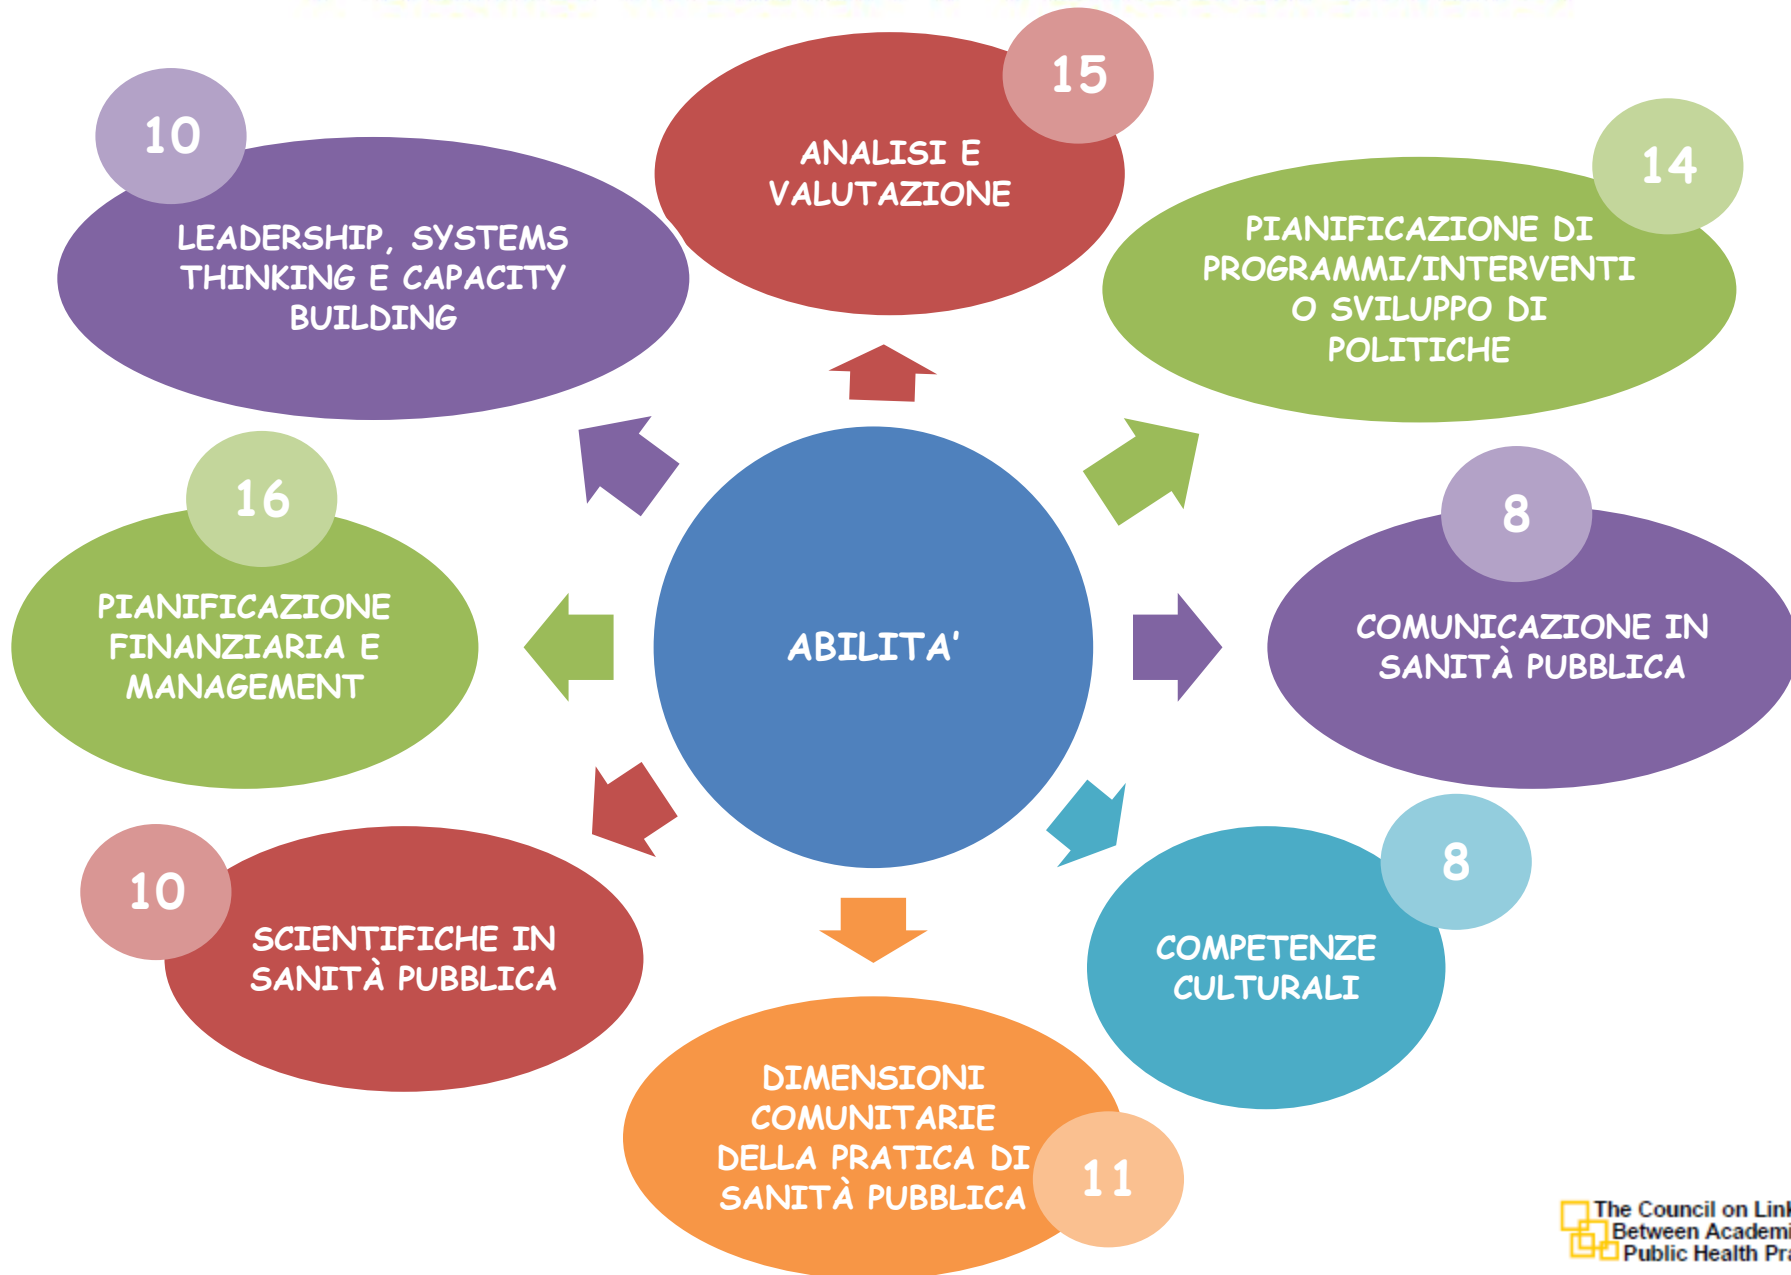 15
ANALISI E
VALUTAZIONE
14
PIANIFICAZIONE DI
PROGRAMMI/INTERVENTI
O SVILUPPO DI
POLITICHE
8
COMUNICAZIONE IN
SANITÀ PUBBLICA
8
COMPETENZE
CULTURALI
DIMENSIONI
COMUNITARIE
DELLA PRATICA DI
SANITÀ PUBBLICA
11
10
SCIENTIFICHE IN
SANITÀ PUBBLICA
16
PIANIFICAZIONE
FINANZIARIA E
MANAGEMENT
10
LEADERSHIP, SYSTEMS
THINKING E CAPACITY
BUILDING
ABILITA'
The Council on Link
Between Academi
Public Health Pra